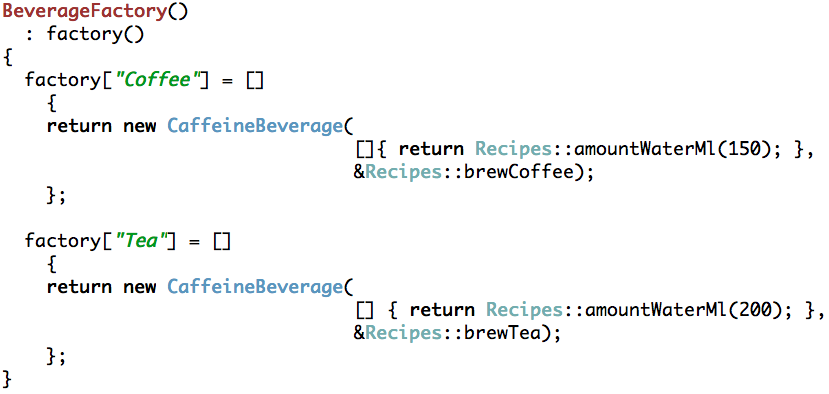 BeverageFactory()
  : factory()
{
  factory["Coffee"] = []
    {
    return new CaffeineBeverage(
                                []{ return Recipes::amountWaterMl(150); },
                                &Recipes::brewCoffee);
    };

  factory["Tea"] = []
    {
    return new CaffeineBeverage(
                                [] { return Recipes::amountWaterMl(200); },
                                &Recipes::brewTea);
    };
}